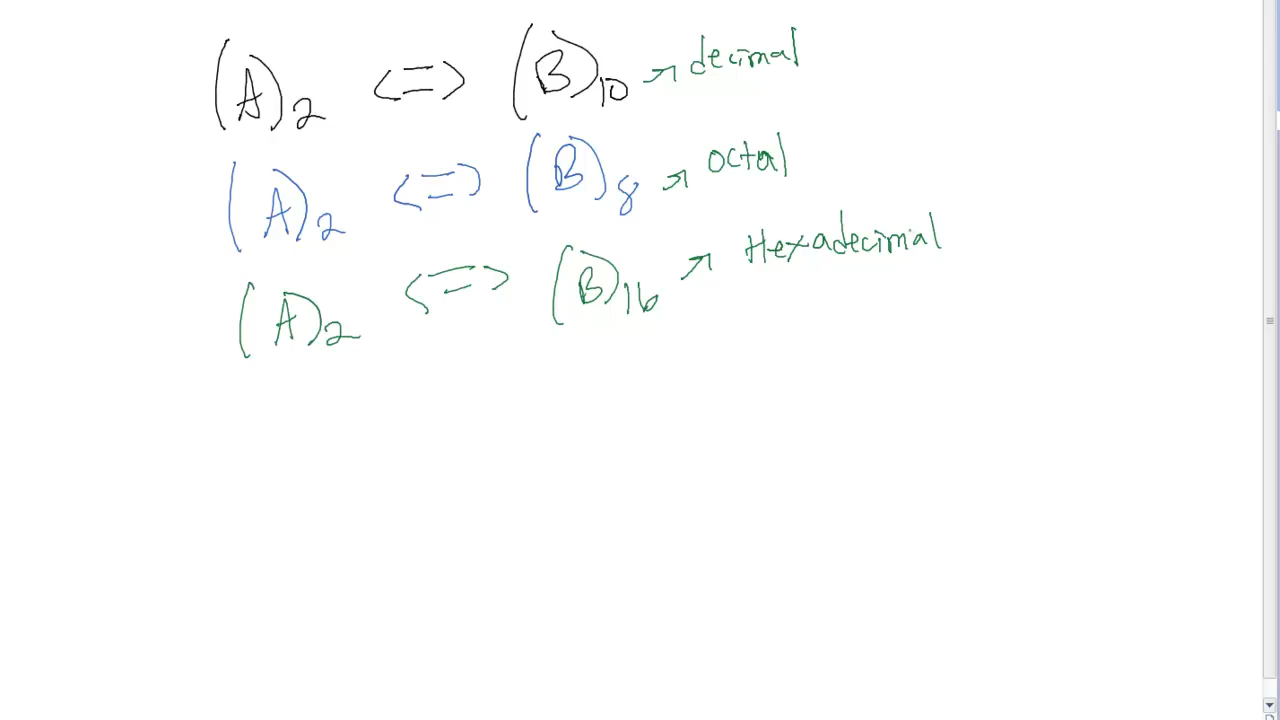 (A)₂ <=> (B)₁₀ → decimal
(A)₂ <=> (B)₈ → octal
(A)₂ <=> (B)₁₆ → Hexadecimal